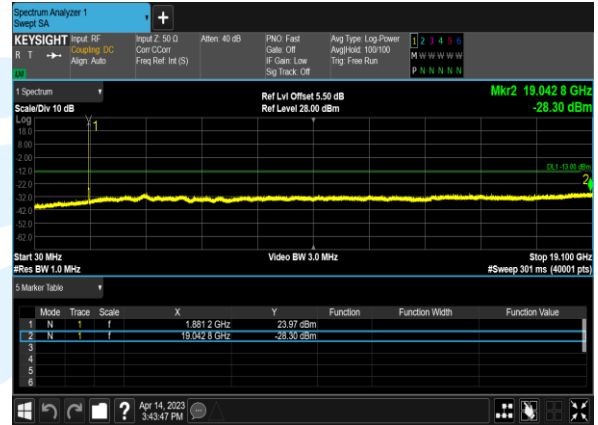 Spectrum Analyzer 1
Swept SA
+
KEYSIGHT Input: RF
R T Coupling: DC
Align: Auto
Input Z: 50 Ω
Corr CCorr
Freq Ref: Int (S)
Atten: 40 dB
PNO: Fast
Gate: Off
IF Gain: Low
Sig Track: Off
Avg Type: Log-Power
Avg|Hold: 100/100
Trig: Free Run
1 2 3 4 5 6
M W W W W W
P N N N N N
LXI
1 Spectrum
Scale/Div 10 dB
Ref Lvl Offset 5.50 dB
Ref Level 28.00 dBm
Mkr2 19.042 8 GHz
-28.30 dBm
Log
18.0
8.00
-2.00
-12.0
-22.0
-32.0
-42.0
-52.0
-62.0
1
DL1 -13.00 dBm
2
Start 30 MHz
#Res BW 1.0 MHz
Video BW 3.0 MHz
Stop 19.100 GHz
#Sweep 301 ms (40001 pts)
5 Marker Table
Mode Trace Scale X Y Function Function Width Function Value
1 N 1 f 1.881 2 GHz 23.97 dBm
2 N 1 f 19.042 8 GHz -28.30 dBm
3
4
5
6
?
Apr 14, 2023
3:43:47 PM